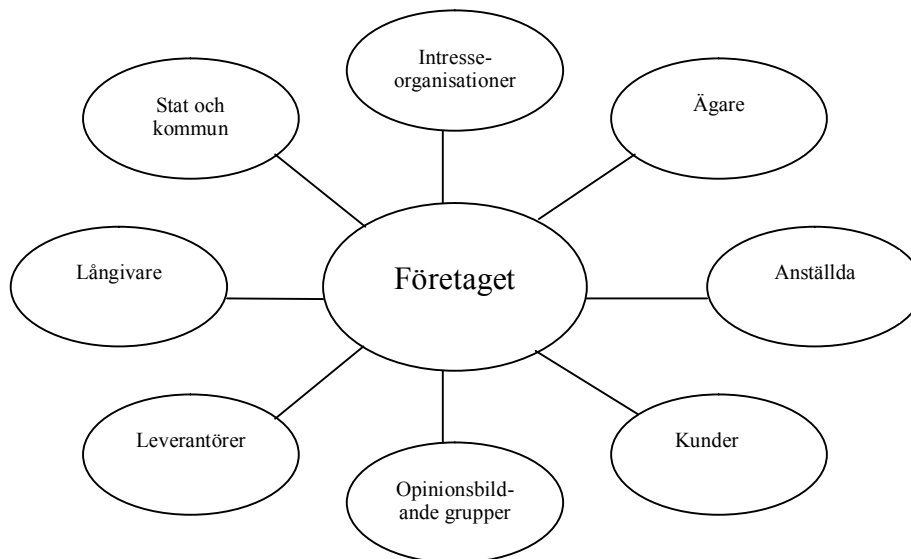 Intresse-
organisationer
Stat och
kommun
Ägare
Långivare
Företaget
Anställda
Leverantörer
Kunder
Opinionsbild-
ande grupper